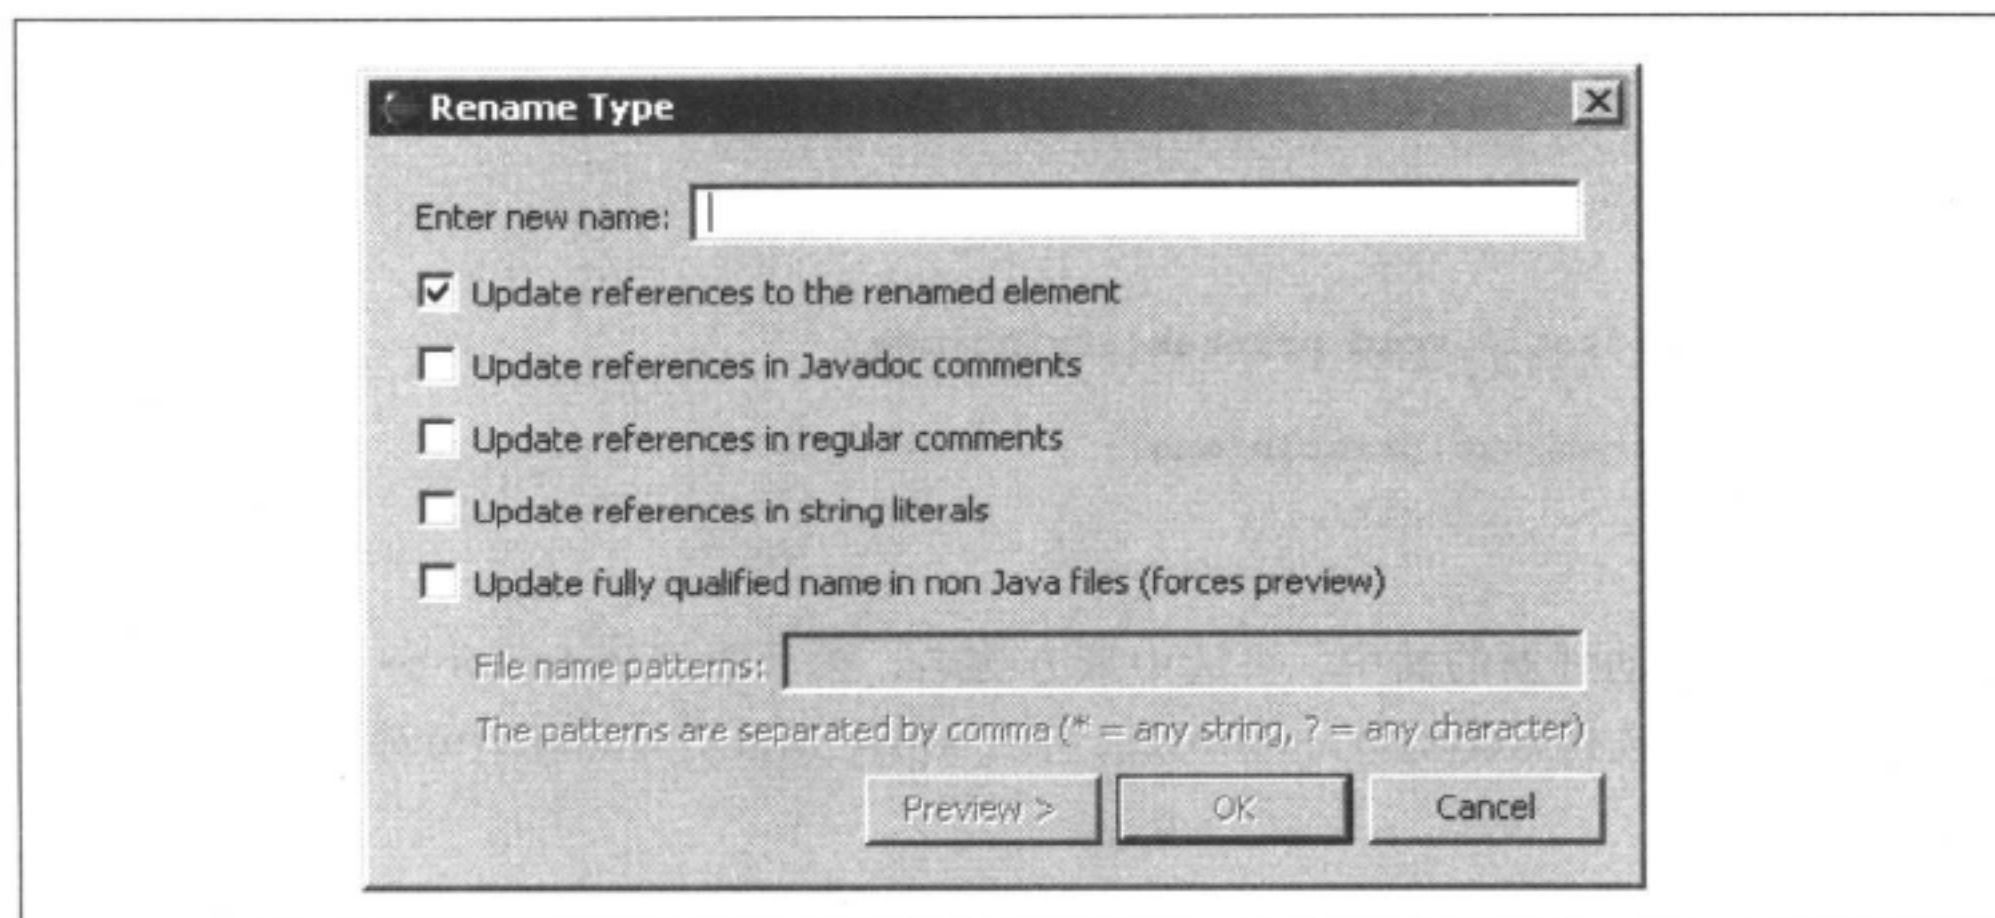 Rename Type
Enter new name:
Update references to the renamed element
Update references in Javadoc comments
Update references in regular comments
Update references in string literals
Update fully qualified name in non Java files (forces preview)
File name patterns:
The patterns are separated by comma (* = any string, ? = any character)
Preview > OK Cancel